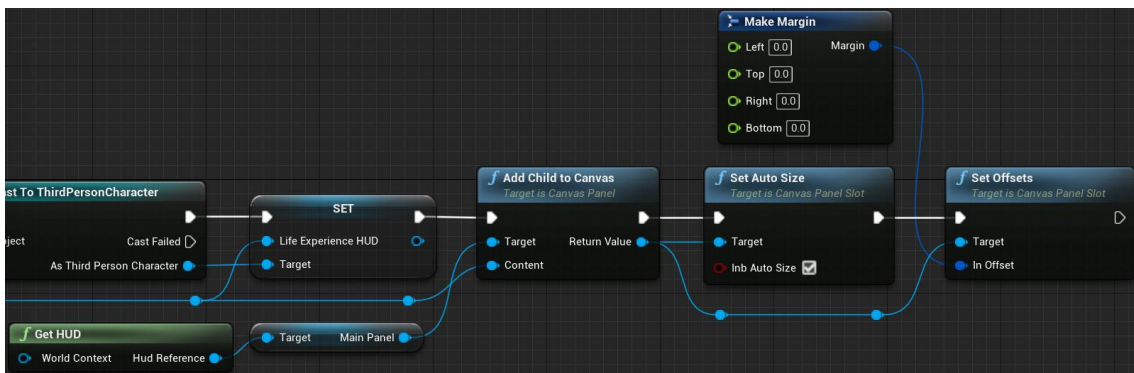 Make Margin
Left 0.0 Margin
Top 0.0
Right 0.0
Bottom 0.0
To ThirdPersonCharacter
Cast Failed
As Third Person Character
SET
Life Experience HUD
Target
f Add Child to Canvas
Target is Canvas Panel
Target Return Value
Content
f Set Auto Size
Target is Canvas Panel Slot
Target
Inb Auto Size
f Set Offsets
Target is Canvas Panel Slot
Target
In Offset
f Get HUD
World Context Hud Reference
Target Main Panel